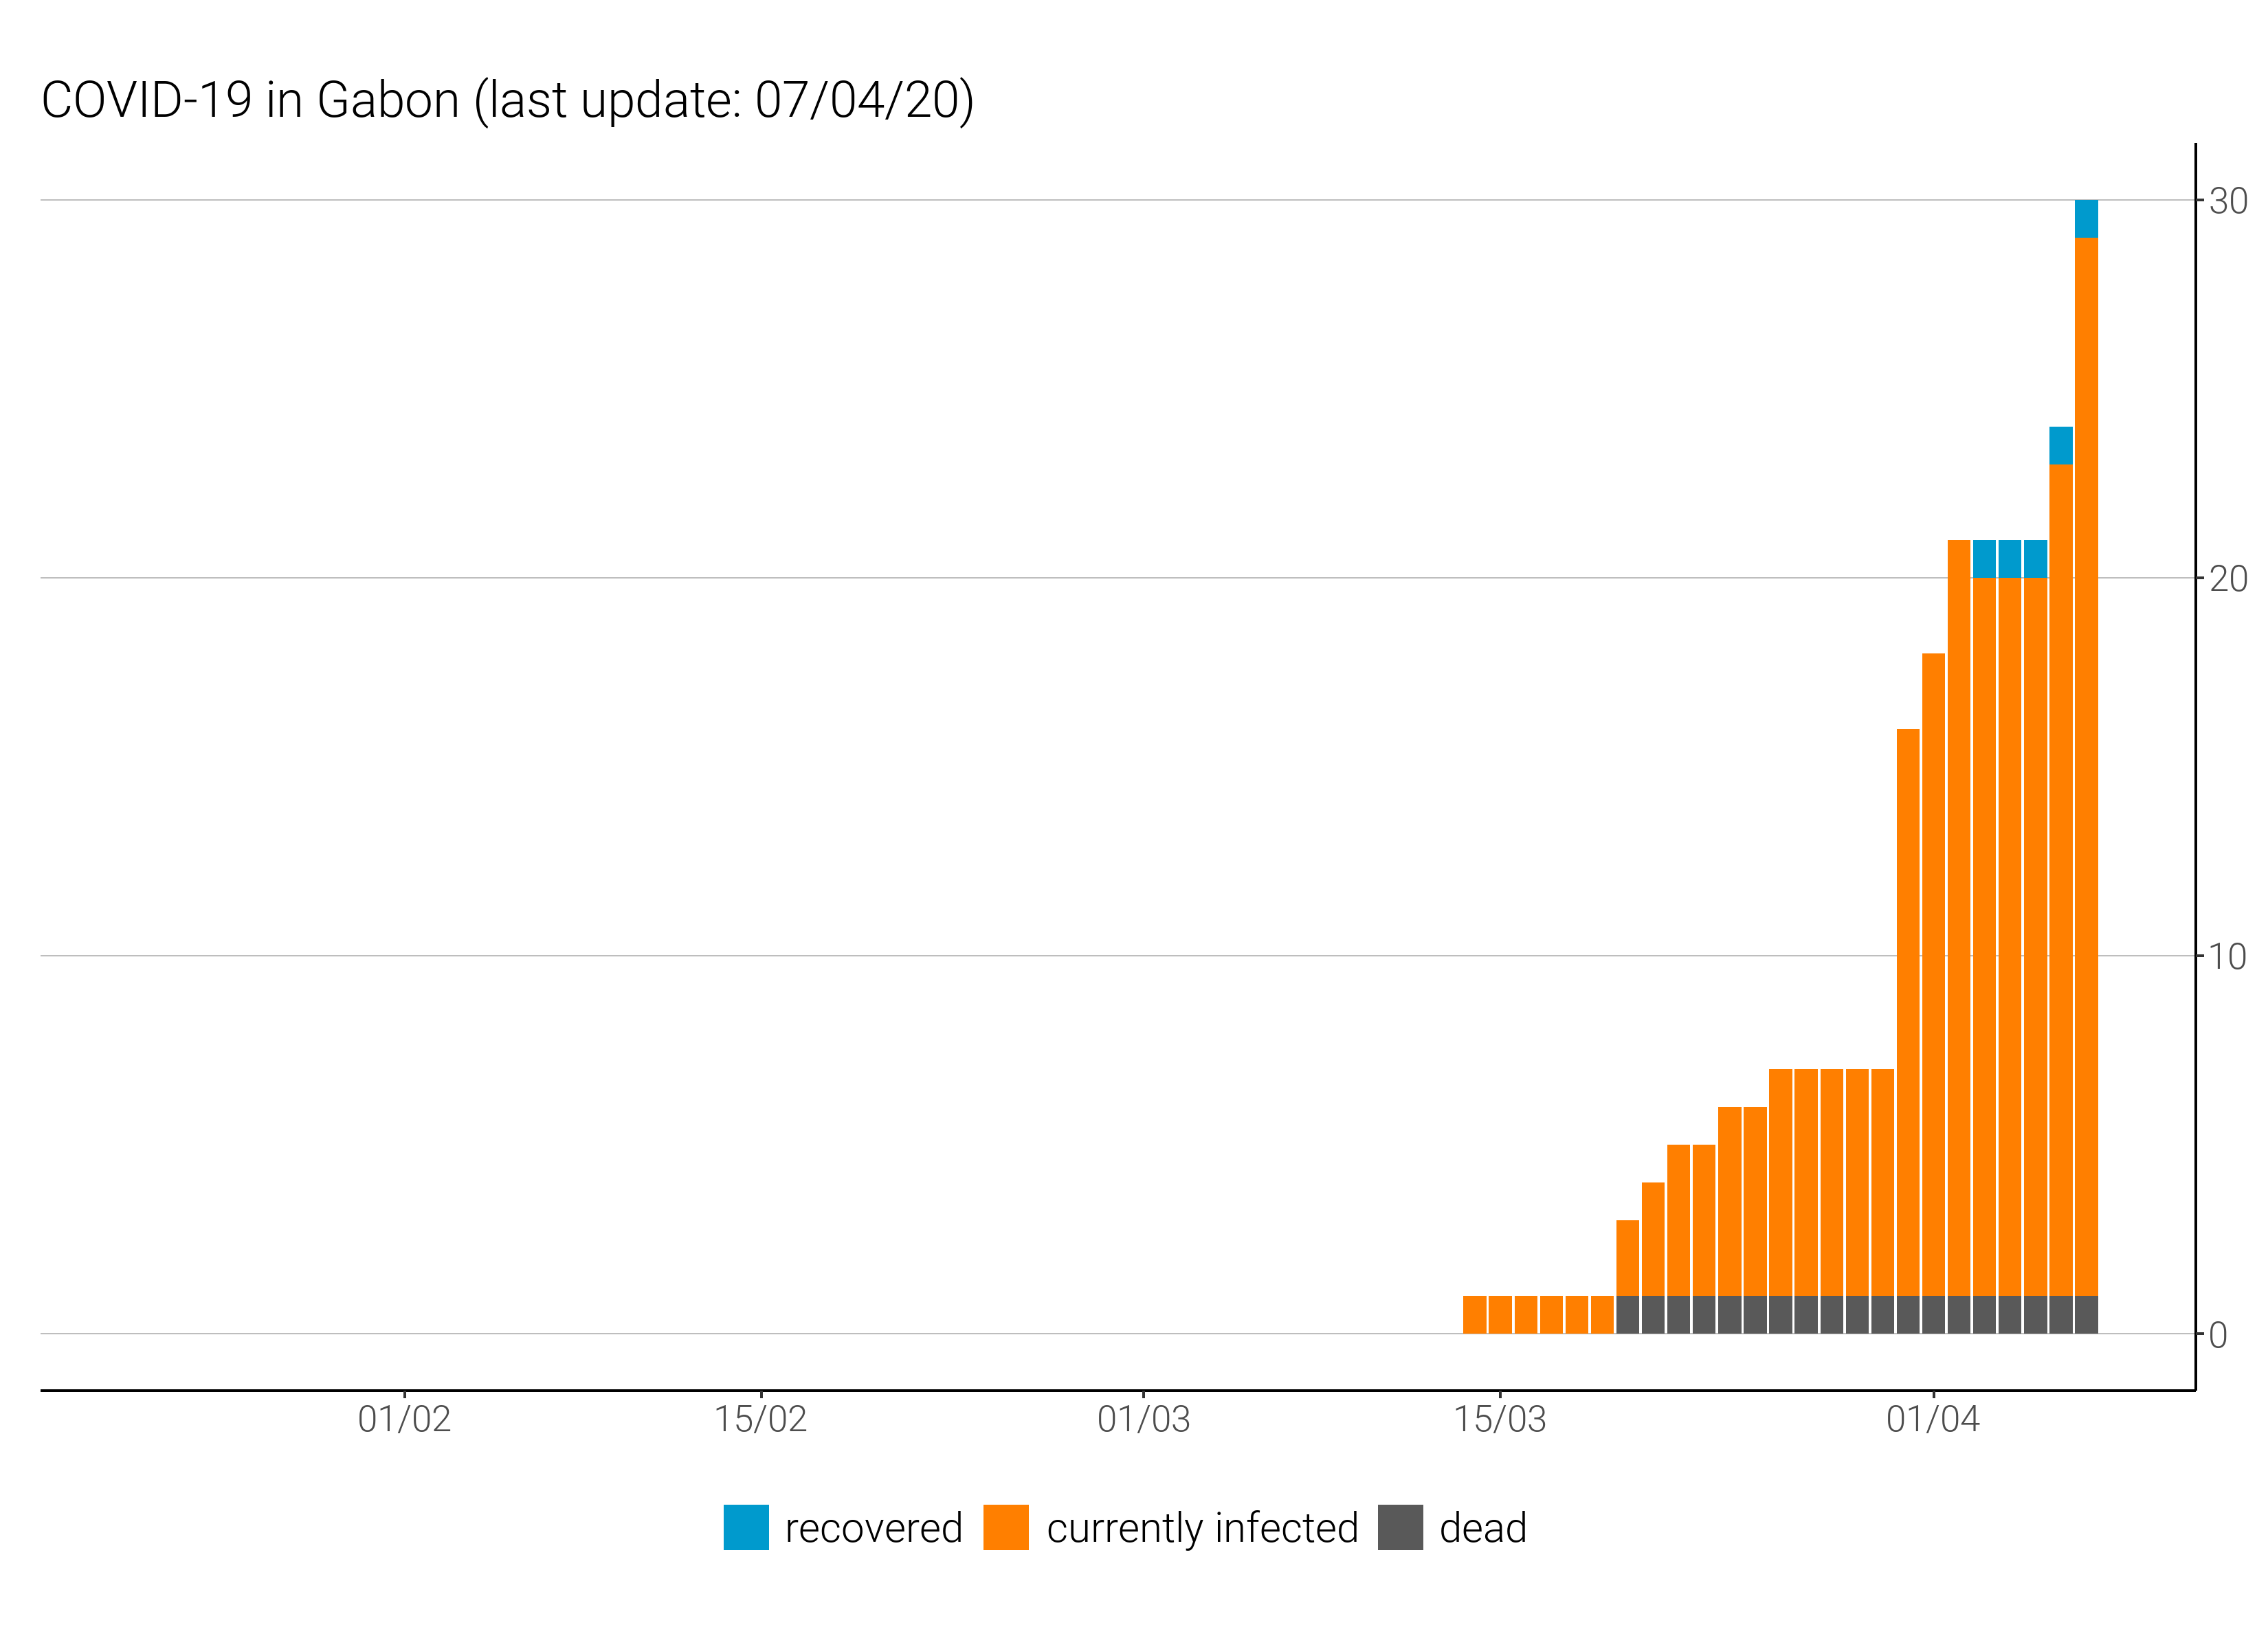 COVID-19 in Gabon (last update: 07/04/20)
30
20
10
0
01/02 15/02 01/03 15/03 01/04
recovered currently infected dead